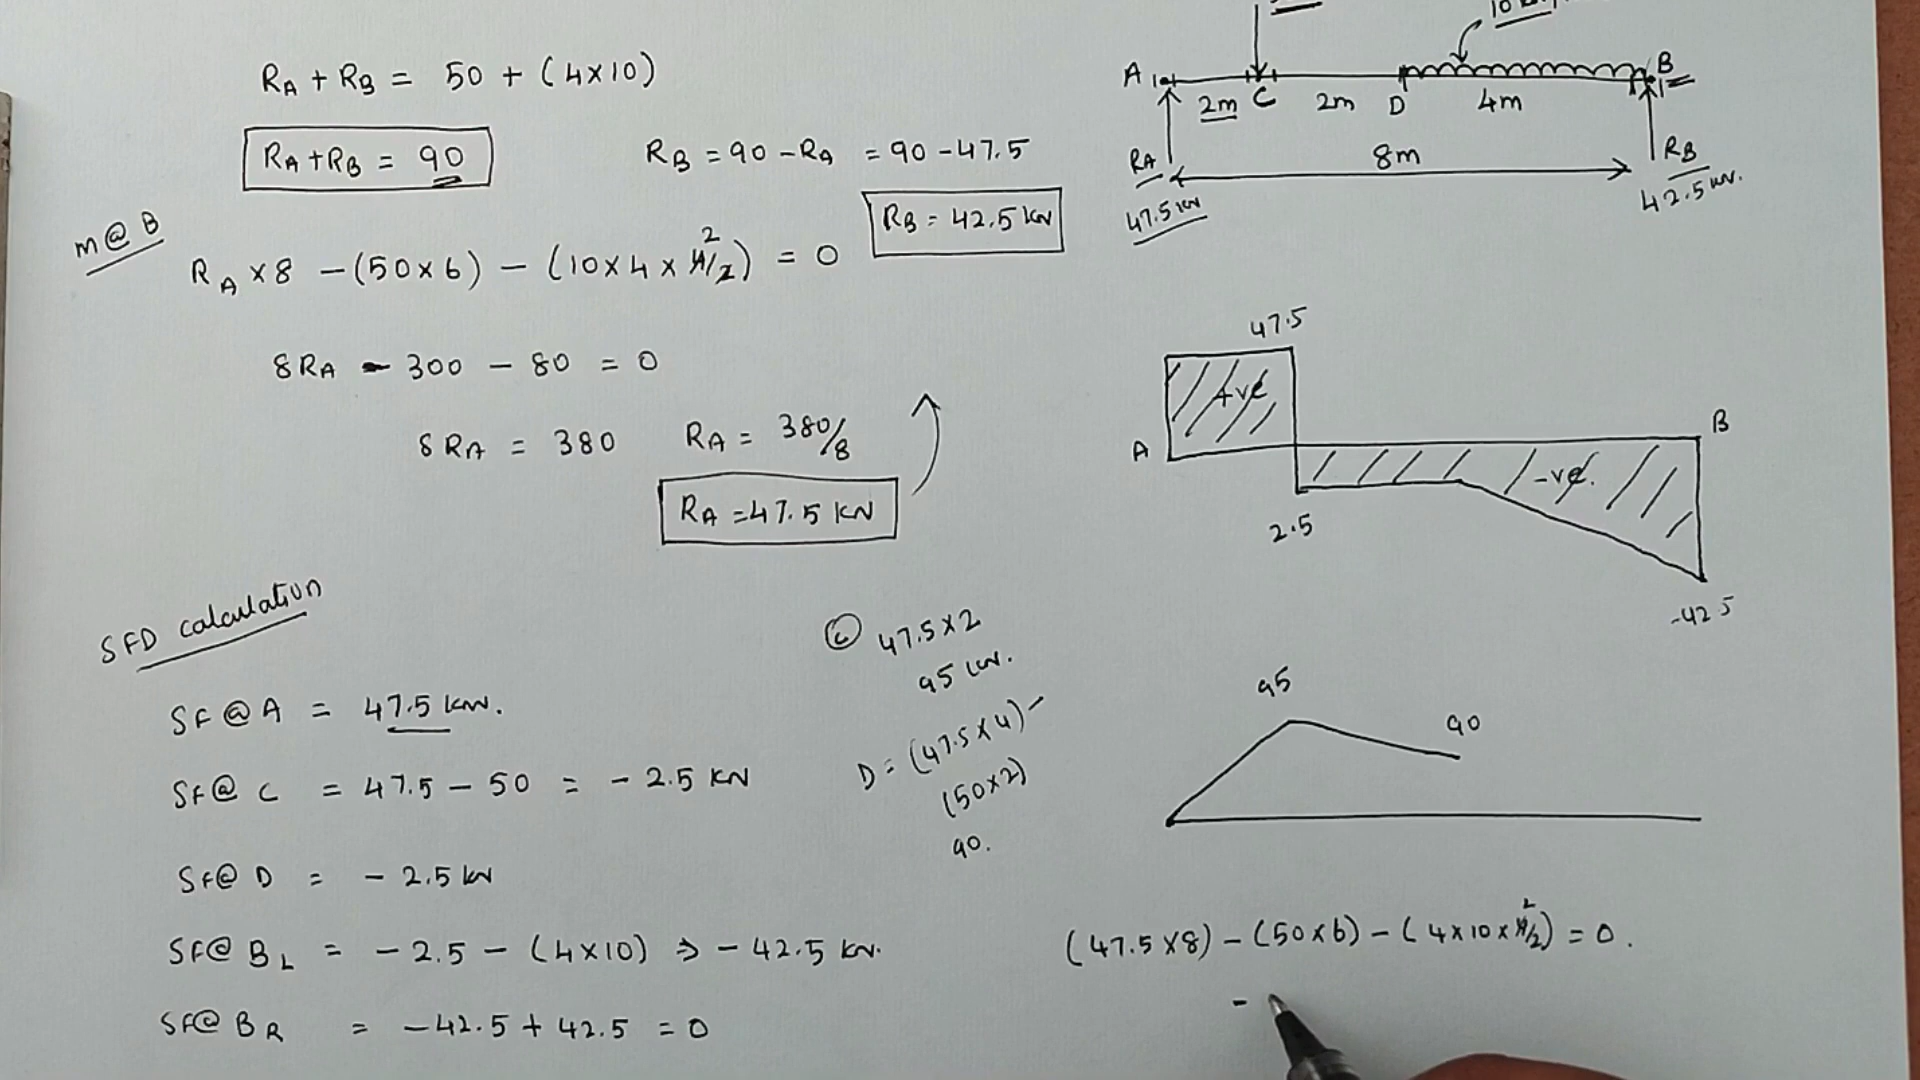 RA + RB = 50 + (4×10)
RA+RB = 90
RB = 90 - RA = 90 - 47.5
RB = 42.5 kN
m@B
RA × 8 - (50×6) - (10×4×4/2) = 0
2
8RA - 300 - 80 = 0
8RA = 380 RA = 380/8
RA = 47.5 KN
SFD calculation
SF@A = 47.5 kN.
SF@ C = 47.5 - 50 = - 2.5 KN
SF@ D = - 2.5 kN
SF@ BL = - 2.5 - (4×10) ⇒ - 42.5 kN.
SF@ BR = - 42.5 + 42.5 = 0
C 47.5×2
95 kN.
D = (47.5×4) -
(50×2)
90.
10
A B
2m C 2m D 4m
RA 8m RB
47.5 kN 42.5 kN.
47.5
+ve
A B
-ve.
2.5
-42.5
95
90
(47.5×8) - (50×6) - (4×10×4/2) = 0.
2
-